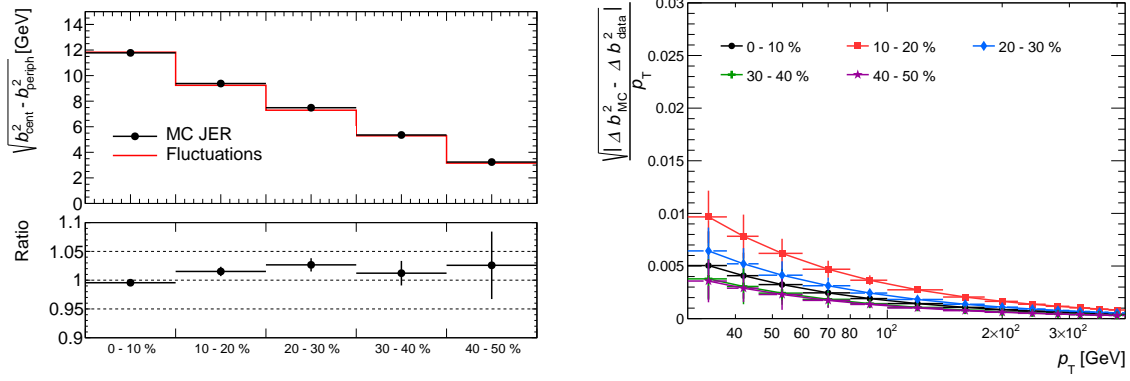 √b²cent - b²periph [GeV]
14
12
10
8
6
4
2
0
MC JER
Fluctuations
Ratio
1.1
1.05
1
0.95
0.9
0 - 10 %
10 - 20 %
20 - 30 %
30 - 40 %
40 - 50 %
√|Δ b²MC - Δ b²data|
pT
0.03
0.025
0.02
0.015
0.01
0.005
0
0 - 10 %
10 - 20 %
20 - 30 %
30 - 40 %
40 - 50 %
40 50 60 70 80 10² 2×10² 3×10²
pT [GeV]